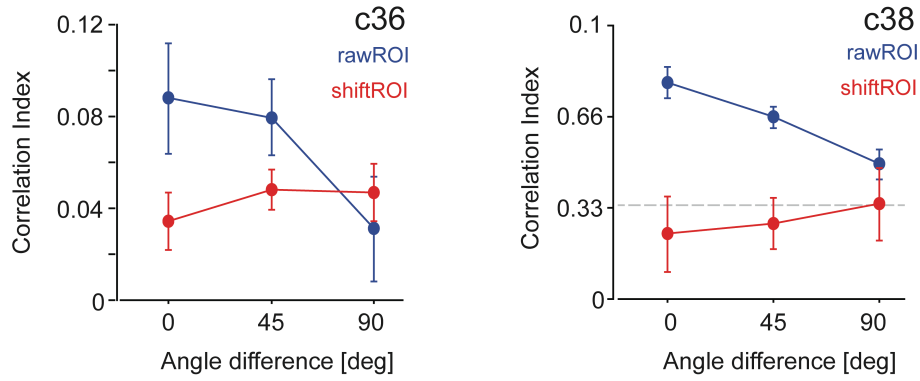 c36
rawROI
shiftROI
0.12
0.08
0.04
0
Correlation Index
0
45
90
Angle difference [deg]
c38
rawROI
shiftROI
0.1
0.66
0.33
0
Correlation Index
0
45
90
Angle difference [deg]